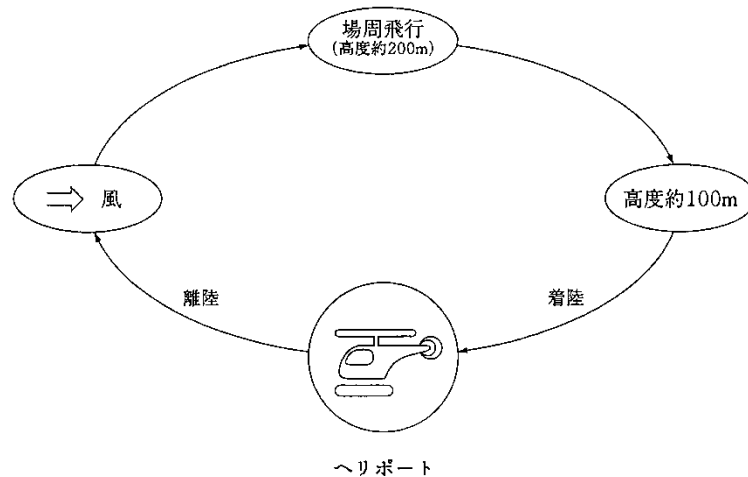 場周飛行
(高度約200m)
風
高度約100m
離陸
着陸
ヘリポート